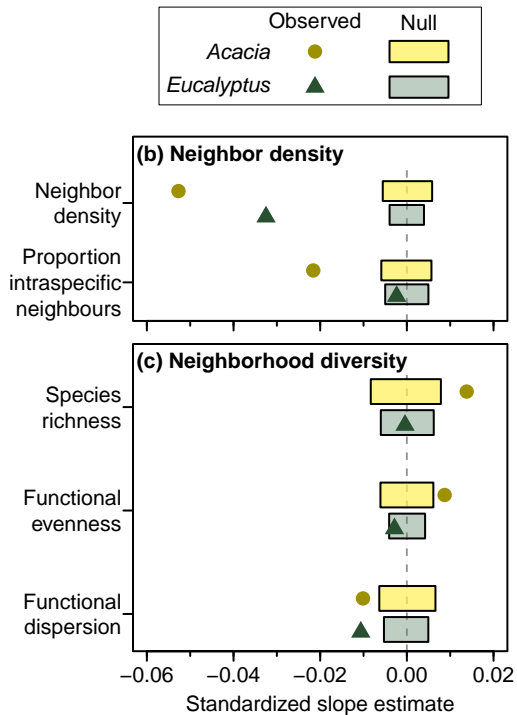 Observed Null
Acacia
Eucalyptus
(b) Neighbor density
Neighbor
density
Proportion
intraspecific
neighbours
(c) Neighborhood diversity
Species
richness
Functional
evenness
Functional
dispersion
−0.06 −0.04 −0.02 0.00 0.02
Standardized slope estimate